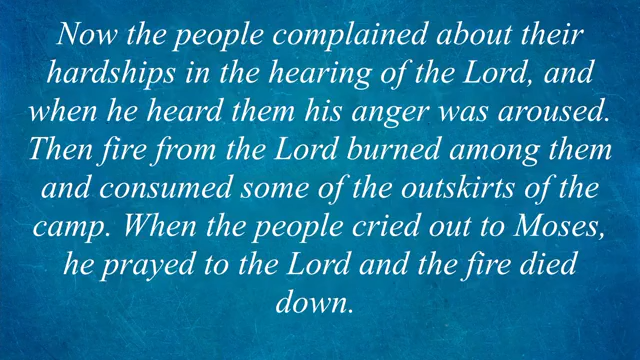 Now the people complained about their
hardships in the hearing of the Lord, and
when he heard them his anger was aroused.
Then fire from the Lord burned among them
and consumed some of the outskirts of the
camp. When the people cried out to Moses,
he prayed to the Lord and the fire died
down.